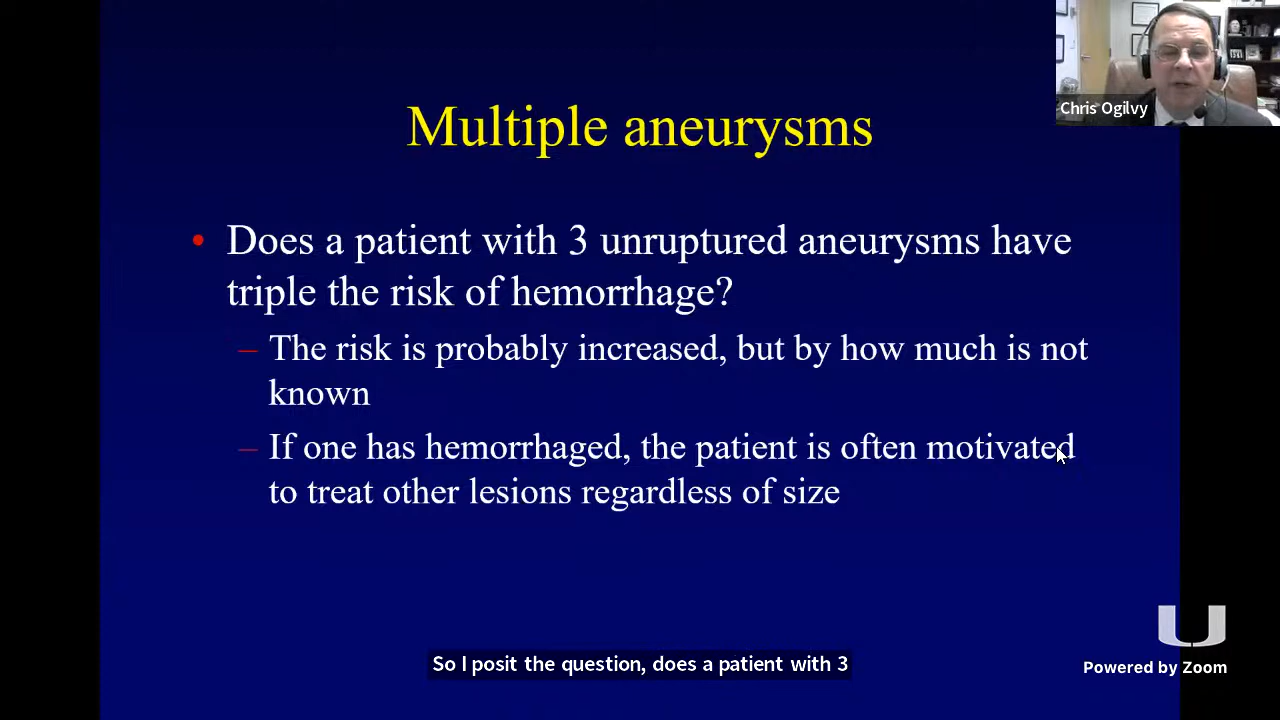 Chris Ogilvy
Multiple aneurysms
• Does a patient with 3 unruptured aneurysms have
triple the risk of hemorrhage?
– The risk is probably increased, but by how much is not
known
– If one has hemorrhaged, the patient is often motivated
to treat other lesions regardless of size
U
Powered by Zoom
So I posit the question, does a patient with 3